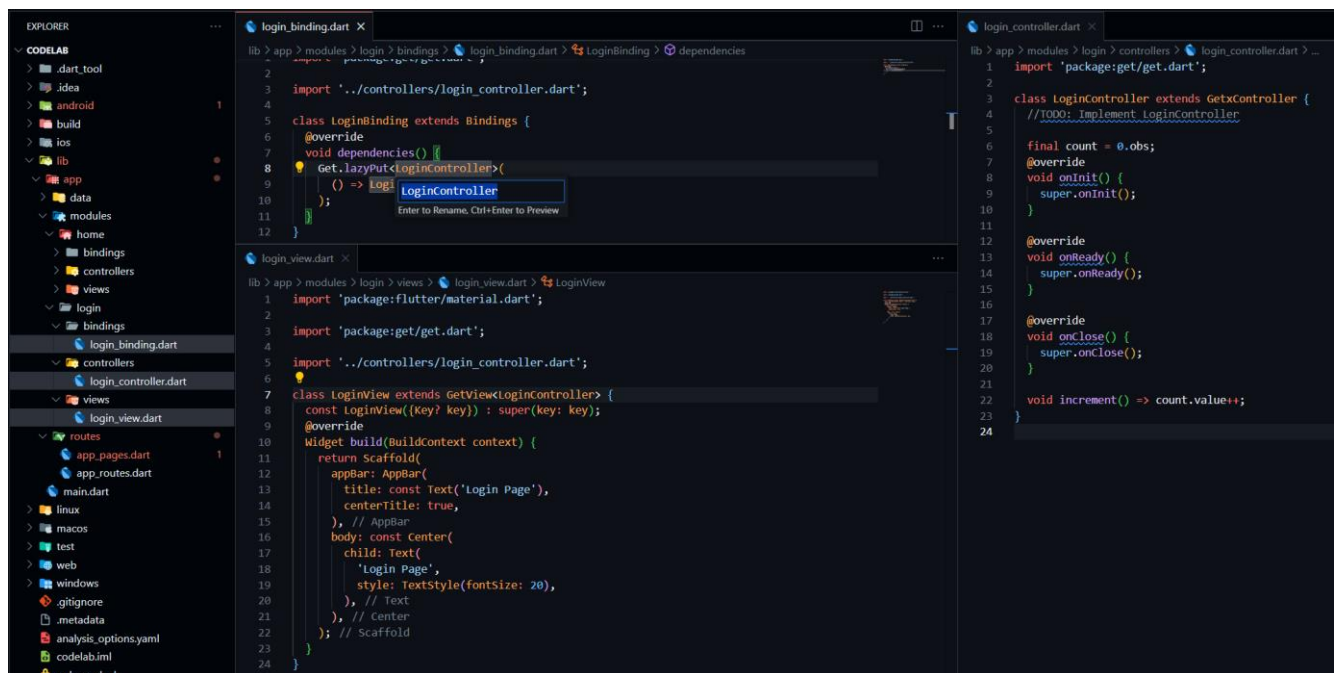 EXPLORER
...
CODELAB
.dart_tool
.idea
android 1
build
ios
lib
app
data
modules
home
bindings
controllers
views
login
bindings
login_binding.dart
controllers
login_controller.dart
views
login_view.dart
routes
app_pages.dart 1
app_routes.dart
main.dart
linux
macos
test
web
windows
.gitignore
.metadata
analysis_options.yaml
codelab.iml
login_binding.dart
lib > app > modules > login > bindings > login_binding.dart > LoginBinding > dependencies
2
3 import '../controllers/login_controller.dart';
4
5 class LoginBinding extends Bindings {
6 @override
7 void dependencies() {
8 Get.lazyPut<LoginController>(
9 () => Logi
LoginController
Enter to Rename, Ctrl+Enter to Preview
10 );
11 }
12 }
login_view.dart
lib > app > modules > login > views > login_view.dart > LoginView
1 import 'package:flutter/material.dart';
2
3 import 'package:get/get.dart';
4
5 import '../controllers/login_controller.dart';
6
7 class LoginView extends GetView<LoginController> {
8 const LoginView({Key? key}) : super(key: key);
9 @override
10 Widget build(BuildContext context) {
11 return Scaffold(
12 appBar: AppBar(
13 title: const Text('Login Page'),
14 centerTitle: true,
15 ), // AppBar
16 body: const Center(
17 child: Text(
18 'Login Page',
19 style: TextStyle(fontSize: 20),
20 ), // Text
21 ), // Center
22 ); // Scaffold
23 }
24 }
login_controller.dart
lib > app > modules > login > controllers > login_controller.dart > ...
1 import 'package:get/get.dart';
2
3 class LoginController extends GetxController {
4 //TODO: Implement LoginController
5
6 final count = 0.obs;
7 @override
8 void onInit() {
9 super.onInit();
10 }
11
12 @override
13 void onReady() {
14 super.onReady();
15 }
16
17 @override
18 void onClose() {
19 super.onClose();
20 }
21
22 void increment() => count.value++;
23 }
24